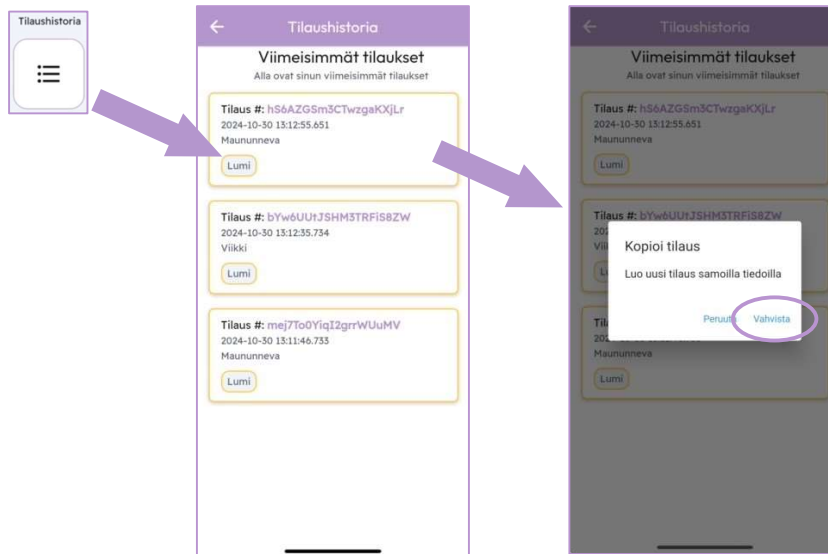 Tilaushistoria
Tilaushistoria
Viimeisimmät tilaukset
Alla ovat sinun viimeisimmät tilaukset
Tilaus #: hS6AZGSm3CTwzgaKXjLr
2024-10-30 13:12:55.651
Maununneva
Lumi
Tilaus #: bYw6UUtJSHM3TRFiS8ZW
2024-10-30 13:12:35.734
Viikki
Lumi
Tilaus #: mej7To0YiqI2grrWUuMV
2024-10-30 13:11:46.733
Maununneva
Lumi
Tilaushistoria
Viimeisimmät tilaukset
Alla ovat sinun viimeisimmät tilaukset
Tilaus #: hS6AZGSm3CTwzgaKXjLr
2024-10-30 13:12:55.651
Maununneva
Lumi
Tilaus #: bYw6UUtJSHM3TRFiS8ZW
Kopioi tilaus
Luo uusi tilaus samoilla tiedoilla
Peruuta
Vahvista
Maununneva
Lumi